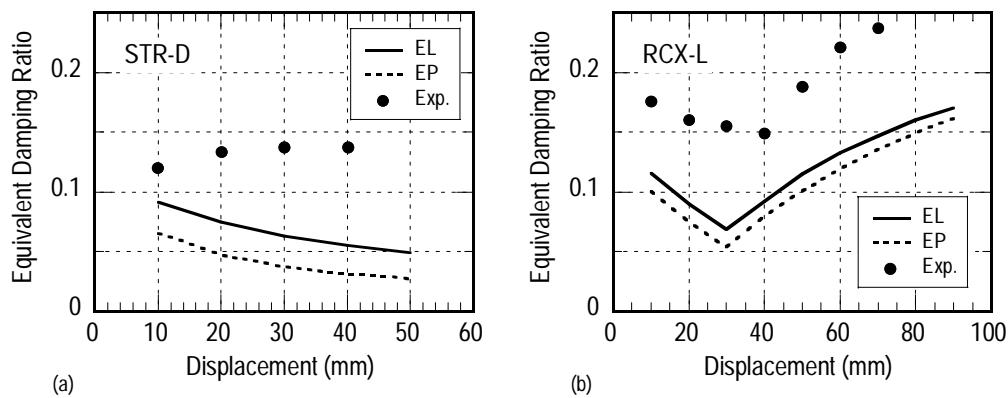 STR-D
EL
EP
Exp.
0.2
0.1
0
Equivalent Damping Ratio
0 10 20 30 40 50 60
Displacement (mm)
(a)
RCX-L
EL
EP
Exp.
0.2
0.1
0
Equivalent Damping Ratio
0 20 40 60 80 100
Displacement (mm)
(b)